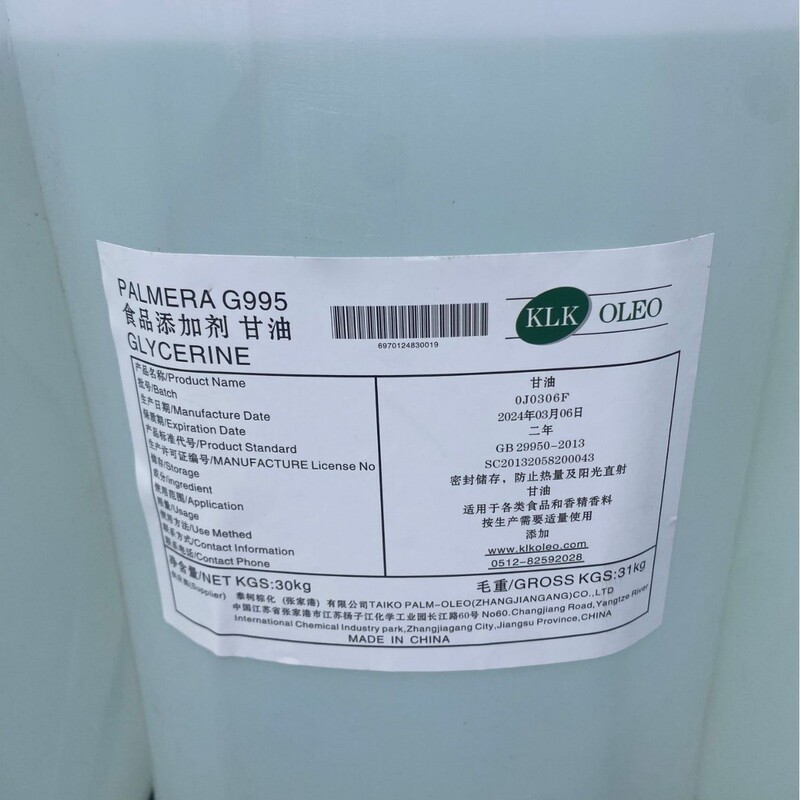 PALMERA G995
食品添加剂 甘油
GLYCERINE
6970124830019
KLK OLEO
产品名称/Product Name 甘油
批号/Batch 0J0306F
生产日期/Manufacture Date 2024年03月06日
保质期/Expiration Date 二年
产品标准代号/Product Standard GB 29950-2013
生产许可证编号/MANUFACTURE License No SC20132058200043
储存/Storage 密封储存，防止热量及阳光直射
成分/ingredient 甘油
使用范围/Application 适用于各类食品和香精香料
用量/Usage 按生产需要适量使用
使用方法/Use Methed 添加
联系方式/Contact Information www.klkoleo.com
联系电话/Contact Phone 0512-82592028
净含量/NET KGS:30kg 毛重/GROSS KGS:31kg
供应商(Supplier) 泰柯棕化（张家港）有限公司TAIKO PALM-OLEO(ZHANGJIANGANG)CO.,LTD
中国江苏省张家港市江苏扬子江化学工业园长江路60号 No60.Changjiang Road,Yangtze River
International Chemical Industry park,Zhangjiagang City,Jiangsu Province,CHINA
MADE IN CHINA